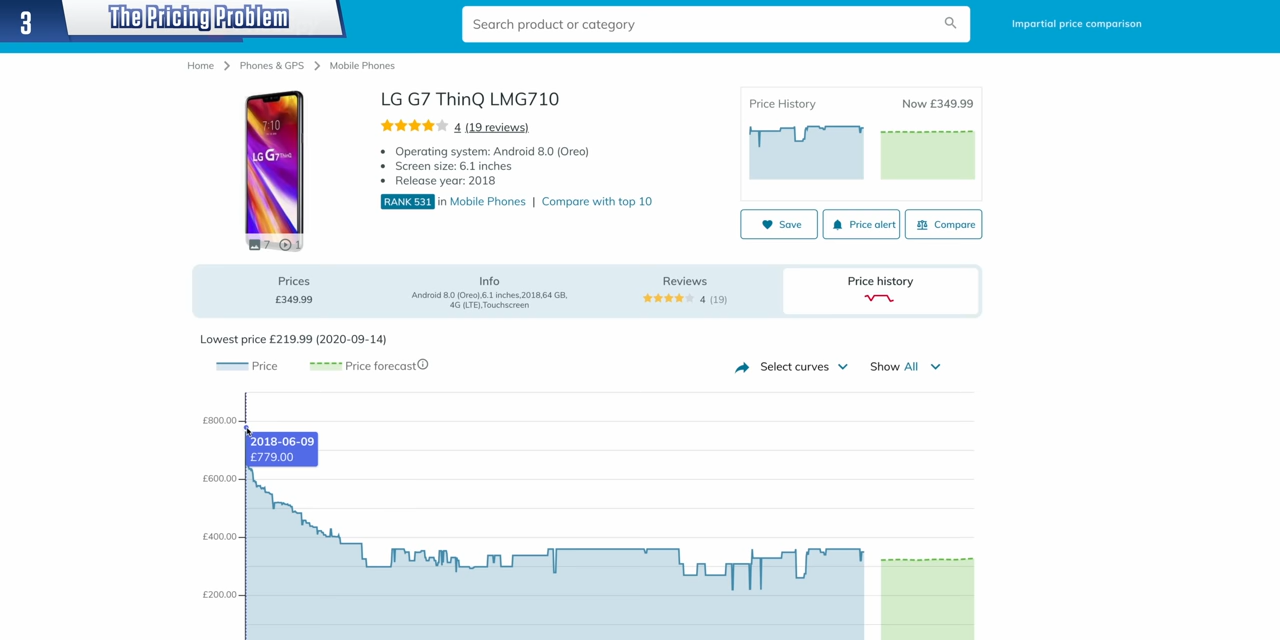 3
The Pricing Problem
Search product or category
Impartial price comparison
Home
Phones & GPS
Mobile Phones
7:10
LG G7 ThinQ
7
1
LG G7 ThinQ LMG710
4 (19 reviews)
Operating system: Android 8.0 (Oreo)
Screen size: 6.1 inches
Release year: 2018
RANK 531 in Mobile Phones | Compare with top 10
Price History
Now £349.99
Save
Price alert
Compare
Prices
£349.99
Info
Android 8.0 (Oreo),6.1 inches,2018,64 GB,
4G (LTE),Touchscreen
Reviews
4 (19)
Price history
Lowest price £219.99 (2020-09-14)
Price
Price forecast
Select curves
Show All
£800.00
2018-06-09
£779.00
£600.00
£400.00
£200.00